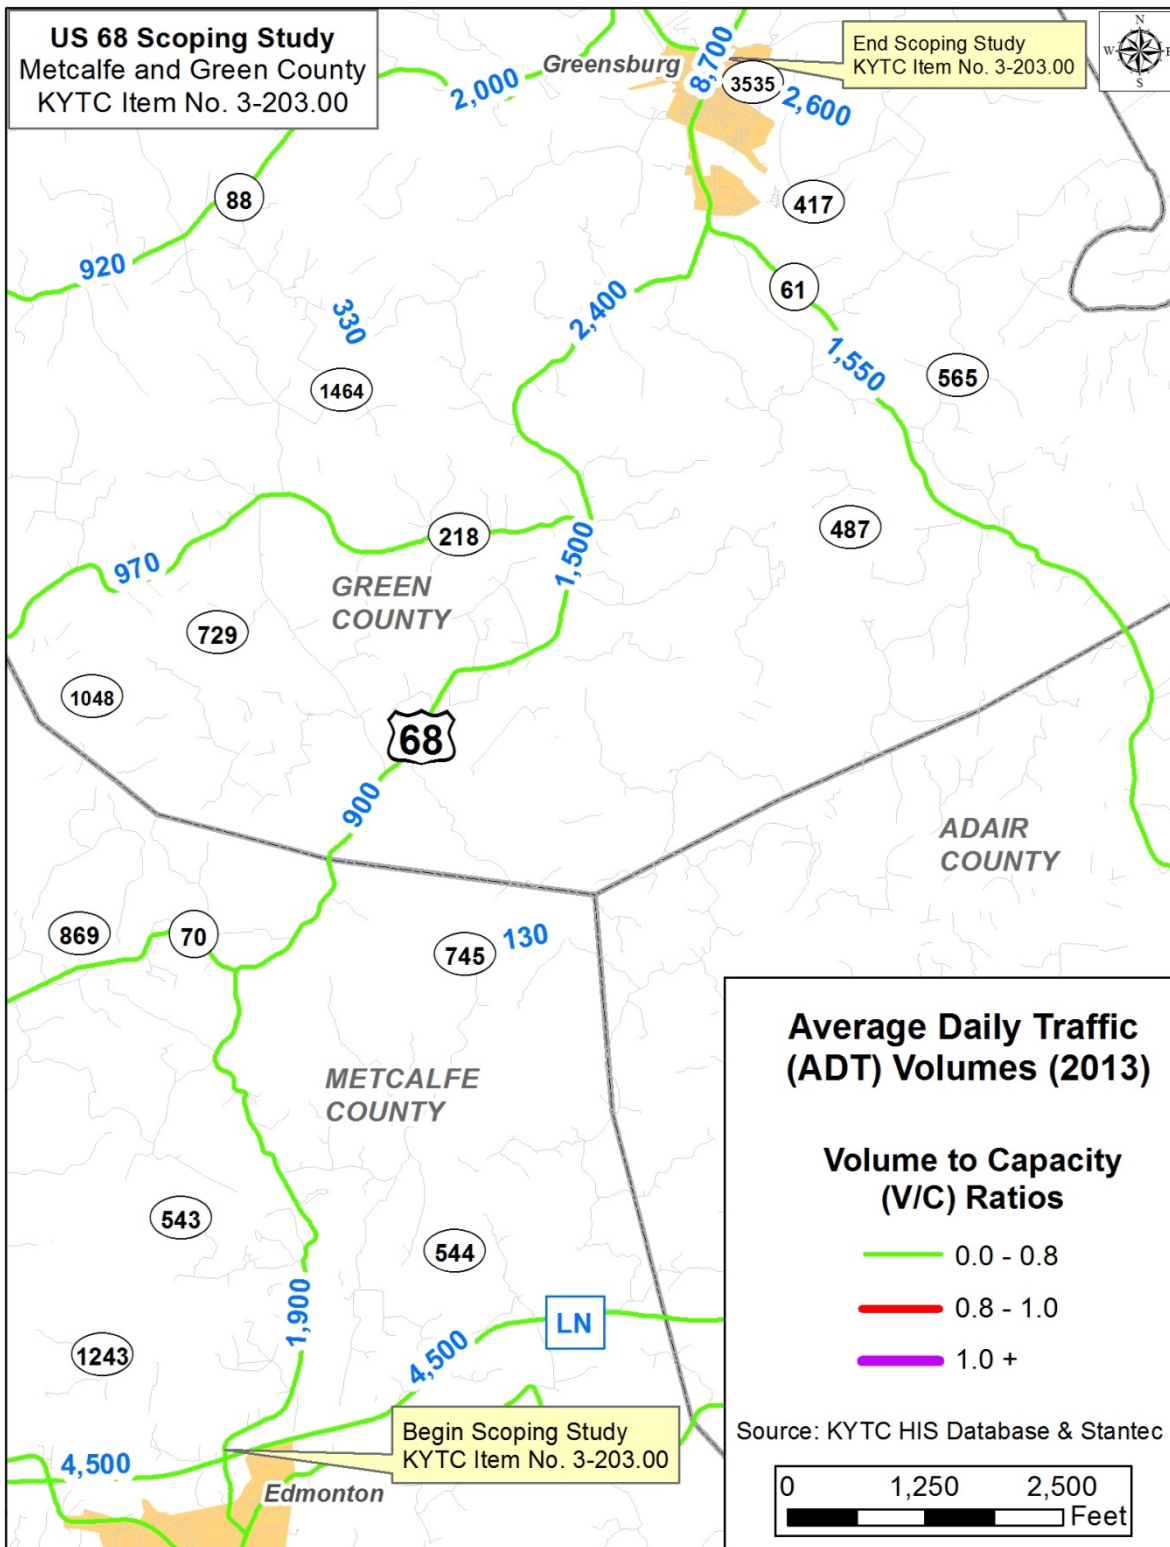 US 68 Scoping Study
Metcalfe and Green County
KYTC Item No. 3-203.00
End Scoping Study
KYTC Item No. 3-203.00
N
W
E
S
Greensburg
8,700
3535
2,600
2,000
88
417
920
61
2,400
330
1,550
1464
565
218
487
1,500
970
GREEN
COUNTY
729
1048
68
900
ADAIR
COUNTY
869
70
745
130
METCALFE
COUNTY
543
544
1,900
LN
1243
4,500
Begin Scoping Study
KYTC Item No. 3-203.00
4,500
Edmonton
Average Daily Traffic
(ADT) Volumes (2013)
Volume to Capacity
(V/C) Ratios
0.0 - 0.8
0.8 - 1.0
1.0 +
Source: KYTC HIS Database & Stantec
0 1,250 2,500
Feet